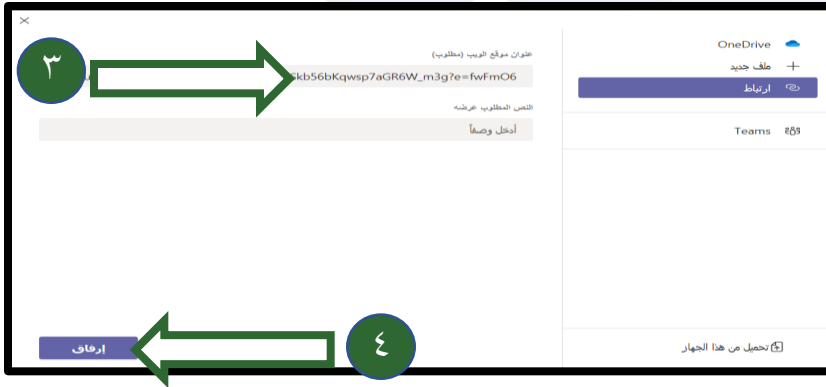 OneDrive
ملف جديد
ارتباط
Teams
تحميل من هذا الجهاز
عنوان موقع الويب (مطلوب)
٣
kb56bKqwsp7aGR6W_m3g?e=fwFmO6
النص المطلوب عرضه
أدخل وصفاً
إرفاق
٤